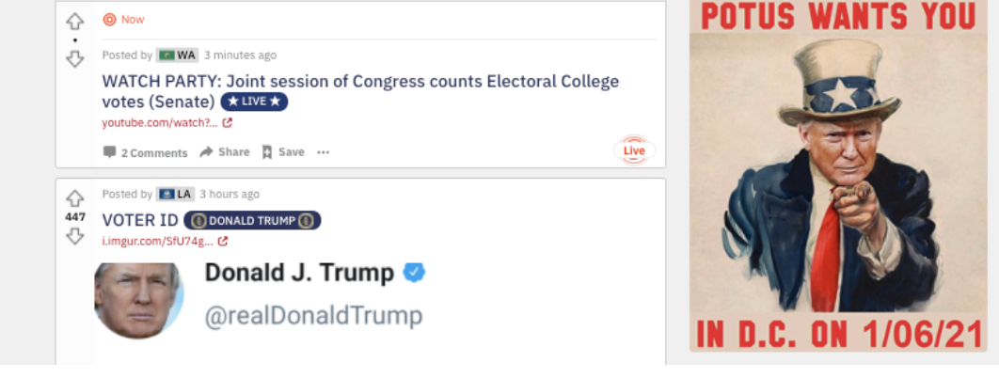 Now
Posted by WA 3 minutes ago
WATCH PARTY: Joint session of Congress counts Electoral College
votes (Senate) ★ LIVE ★
youtube.com/watch?...
2 Comments Share Save ...
Live
Posted by LA 3 hours ago
447
VOTER ID DONALD TRUMP
i.imgur.com/SfU74g...
Donald J. Trump
@realDonaldTrump
POTUS WANTS YOU
IN D.C. ON 1/06/21